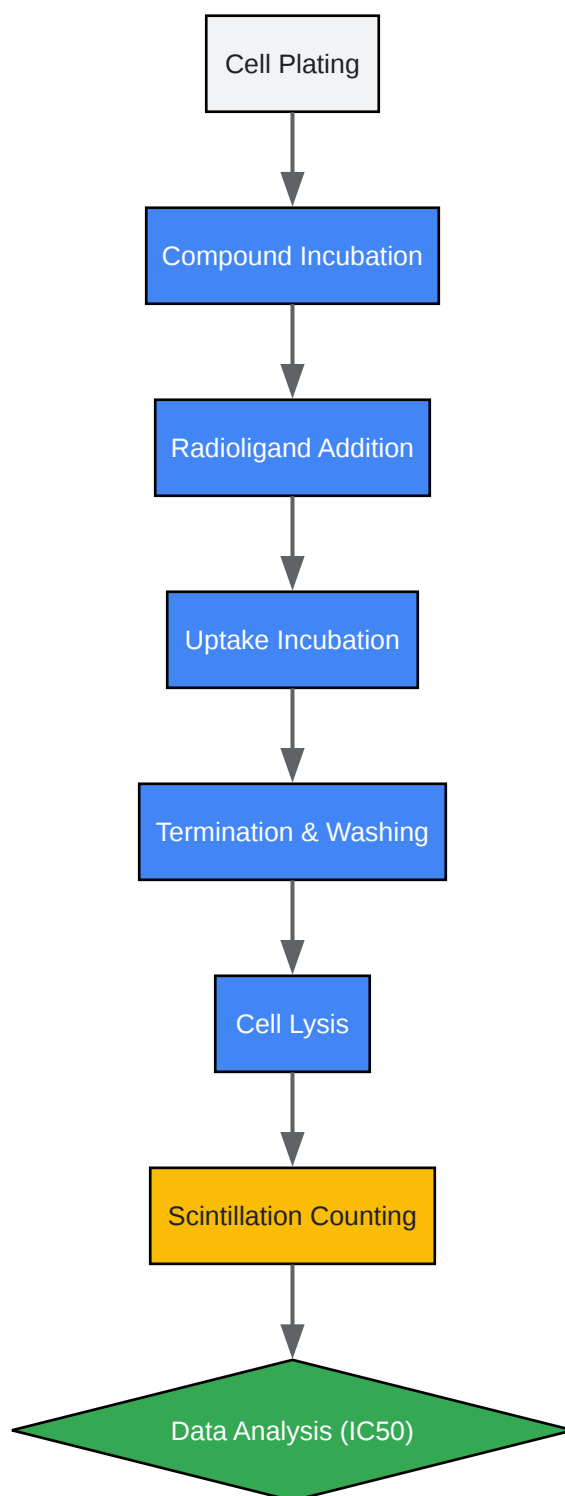 Cell Plating
Compound Incubation
Radioligand Addition
Uptake Incubation
Termination & Washing
Cell Lysis
Scintillation Counting
Data Analysis (IC50)